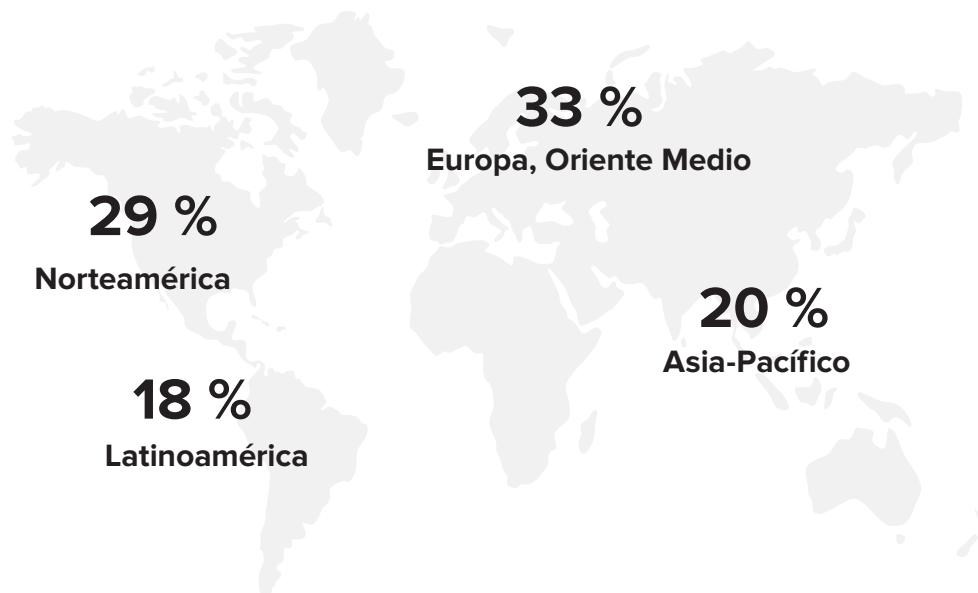 33 %
Europa, Oriente Medio
29 %
Norteamérica
20 %
Asia-Pacífico
18 %
Latinoamérica